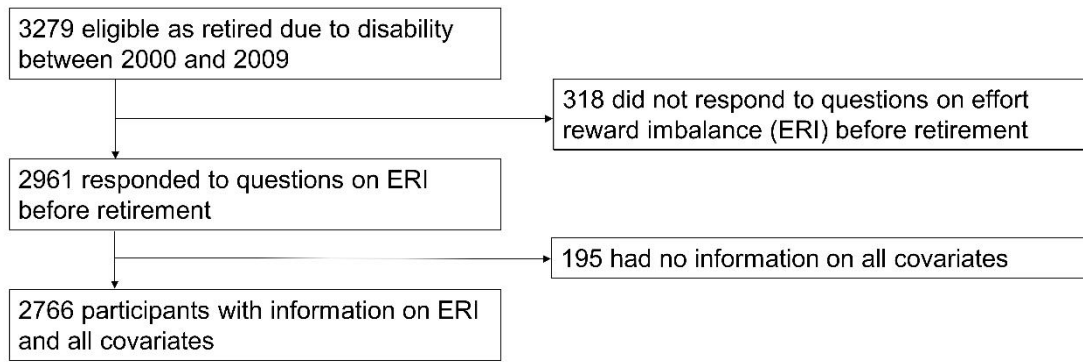 3279 eligible as retired due to disability
between 2000 and 2009
318 did not respond to questions on effort
reward imbalance (ERI) before retirement
2961 responded to questions on ERI
before retirement
195 had no information on all covariates
2766 participants with information on ERI
and all covariates